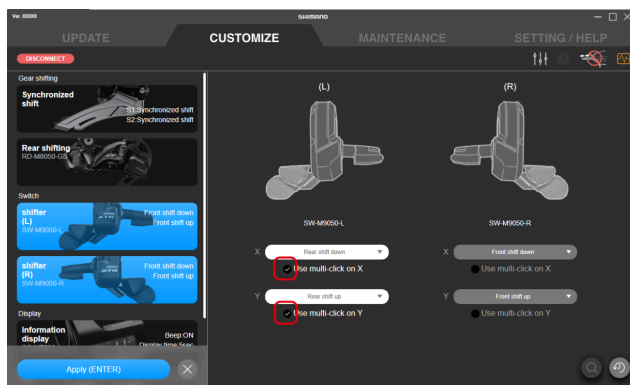 Ver. XXXXX
SHIMANO
UPDATE
CUSTOMIZE
MAINTENANCE
SETTING / HELP
DISCONNECT
Gear shifting
Synchronized
shift
S1:Synchronized shift
S2:Synchronized shift
Rear shifting
RD-M8050-GS
Switch
shifter
(L)
SW-M9050-L
Front shift down
Front shift up
shifter
(R)
SW-M9050-R
Front shift down
Front shift up
Display
Information
display
Beep:ON
Display time 5sec
Apply (ENTER)
(L)
(R)
SW-M9050-L
SW-M9050-R
X
Rear shift down
Use multi-click on X
Y
Rear shift up
Use multi-click on Y
X
Front shift down
Use multi-click on X
Y
Front shift up
Use multi-click on Y